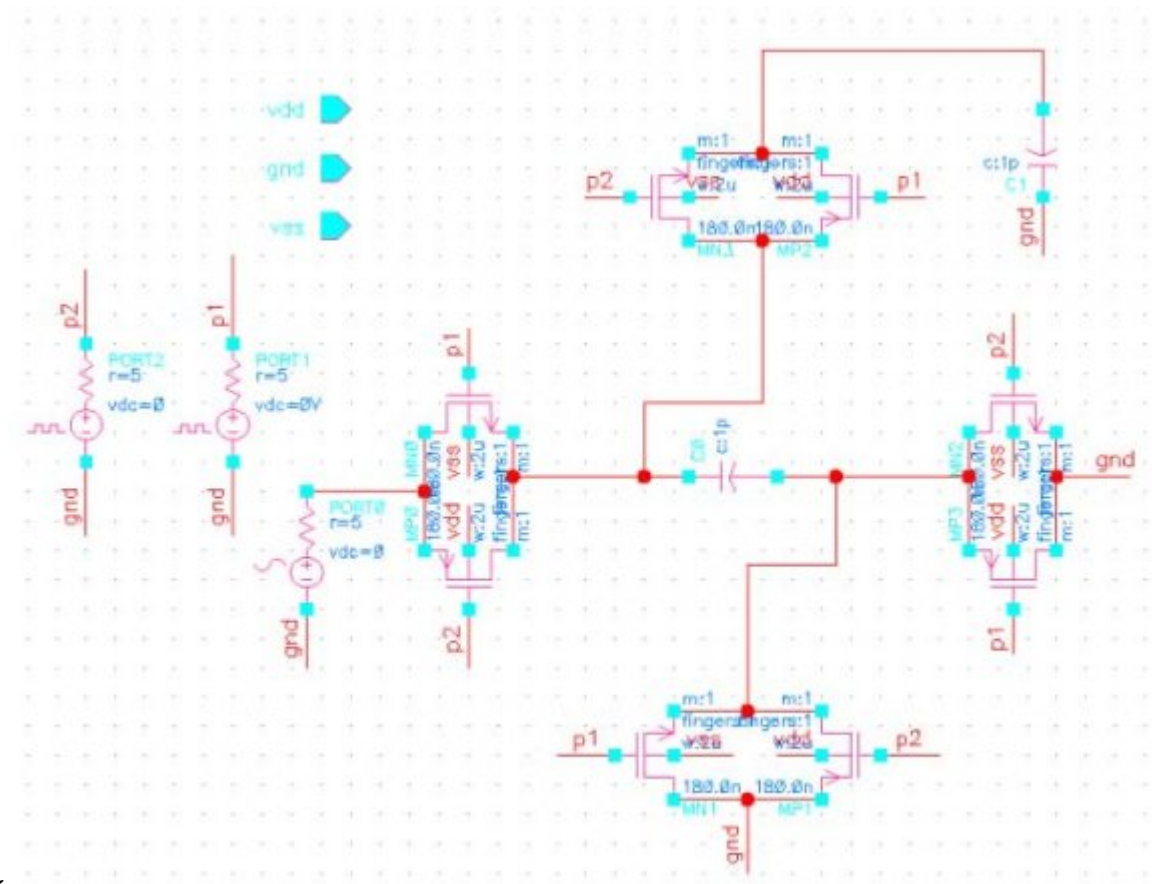 vdd
gnd
vss
p2
PORT2
r=5
vdc=0
gnd
p1
PORT1
r=5
vdc=0V
gnd
PORT0
r=5
vdc=0
gnd
p1
MN0
vss
w:2u
m:1
MP0
180.0n
vdd
w:2u
fingers:1
m:1
p2
m:1
m:1
p2
p1
180.0n
180.0n
MP2
c:1p
C1
gnd
C0
c:1p
p2
MN2
vss
w:2u
m:1
gnd
MP3
vdd
w:2u
m:1
p1
m:1
m:1
p1
p2
180.0n
180.0n
MN1
MP1
gnd